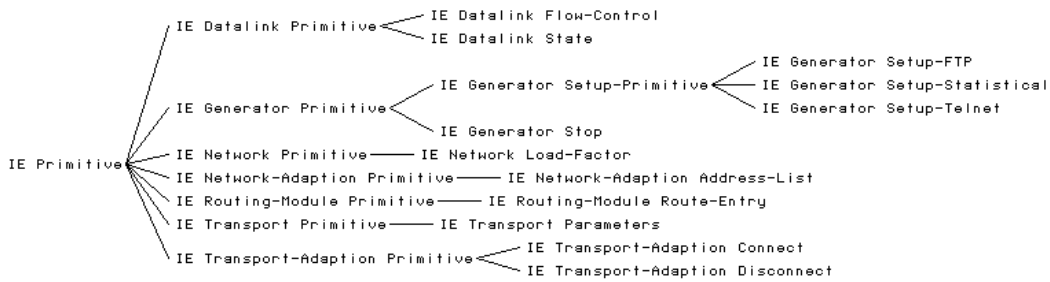 IE Datalink Flow-Control
IE Datalink Primitive
IE Datalink State
IE Generator Setup-FTP
IE Generator Setup-Primitive
IE Generator Setup-Statistical
IE Generator Primitive
IE Generator Setup-Telnet
IE Generator Stop
IE Network Primitive IE Network Load-Factor
IE Primitive
IE Network-Adaption Primitive IE Network-Adaption Address-List
IE Routing-Module Primitive IE Routing-Module Route-Entry
IE Transport Primitive IE Transport Parameters
IE Transport-Adaption Connect
IE Transport-Adaption Primitive
IE Transport-Adaption Disconnect